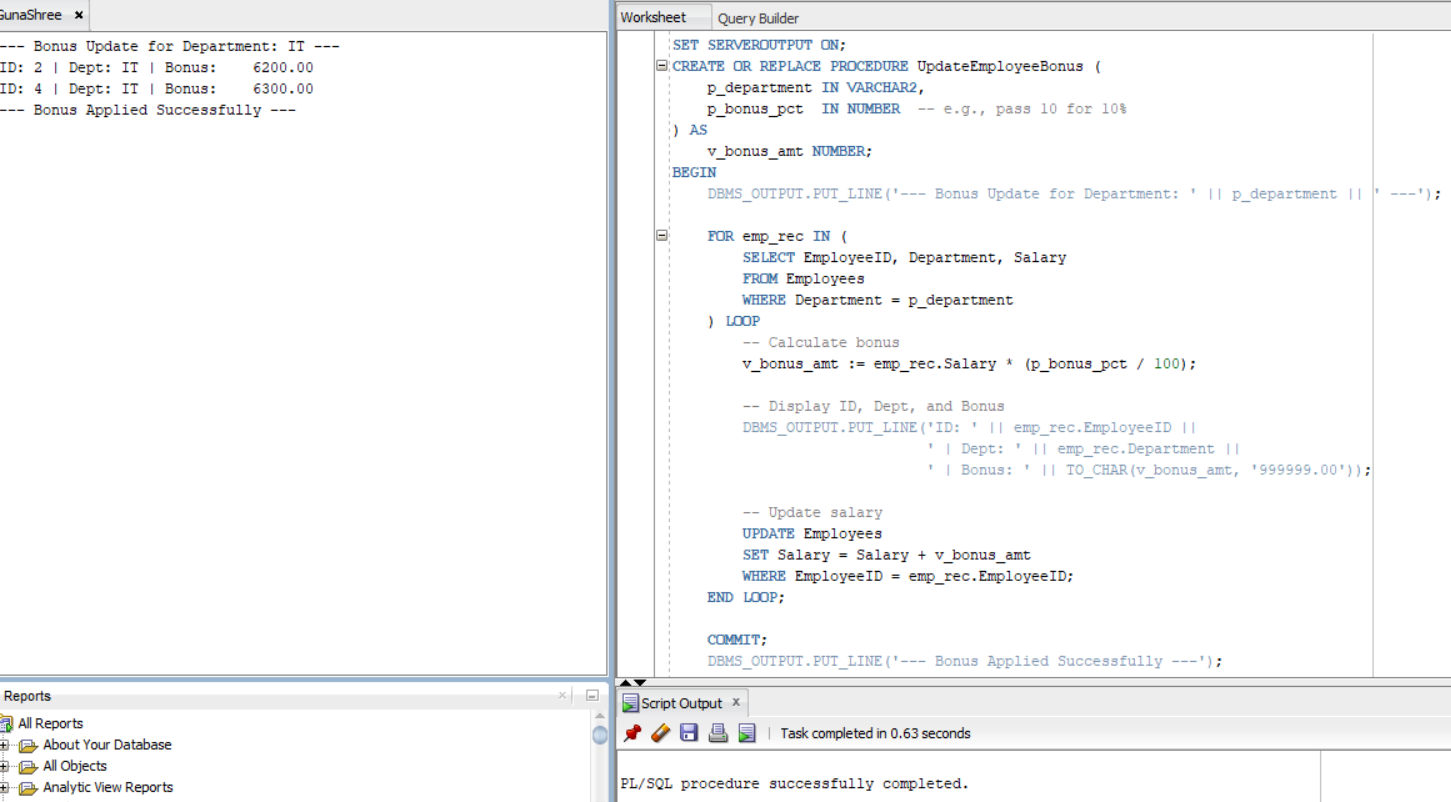 GunaShree
--- Bonus Update for Department: IT ---
ID: 2 | Dept: IT | Bonus:    6200.00
ID: 4 | Dept: IT | Bonus:    6300.00
--- Bonus Applied Successfully ---
Reports
All Reports
About Your Database
All Objects
Analytic View Reports
Worksheet Query Builder
SET SERVEROUTPUT ON;
CREATE OR REPLACE PROCEDURE UpdateEmployeeBonus (
    p_department IN VARCHAR2,
    p_bonus_pct  IN NUMBER  -- e.g., pass 10 for 10%
) AS
    v_bonus_amt NUMBER;
BEGIN
    DBMS_OUTPUT.PUT_LINE('--- Bonus Update for Department: ' || p_department || ' ---');
    FOR emp_rec IN (
        SELECT EmployeeID, Department, Salary
        FROM Employees
        WHERE Department = p_department
    ) LOOP
        -- Calculate bonus
        v_bonus_amt := emp_rec.Salary * (p_bonus_pct / 100);
        -- Display ID, Dept, and Bonus
        DBMS_OUTPUT.PUT_LINE('ID: ' || emp_rec.EmployeeID ||
                             ' | Dept: ' || emp_rec.Department ||
                             ' | Bonus: ' || TO_CHAR(v_bonus_amt, '999999.00'));
        -- Update salary
        UPDATE Employees
        SET Salary = Salary + v_bonus_amt
        WHERE EmployeeID = emp_rec.EmployeeID;
    END LOOP;
    COMMIT;
    DBMS_OUTPUT.PUT_LINE('--- Bonus Applied Successfully ---');
Script Output
Task completed in 0.63 seconds
PL/SQL procedure successfully completed.